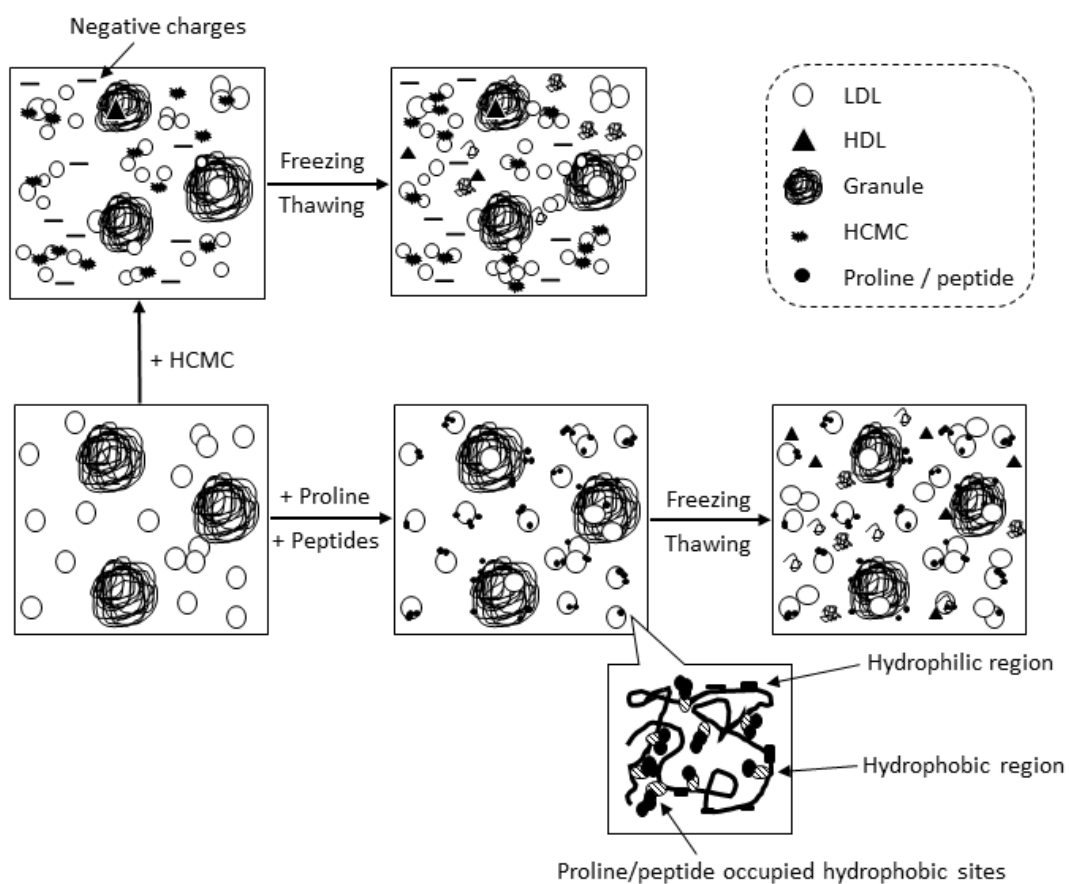 Negative charges
Freezing
Thawing
LDL
HDL
Granule
HCMC
Proline / peptide
+ HCMC
+ Proline
+ Peptides
Freezing
Thawing
Hydrophilic region
Hydrophobic region
Proline/peptide occupied hydrophobic sites